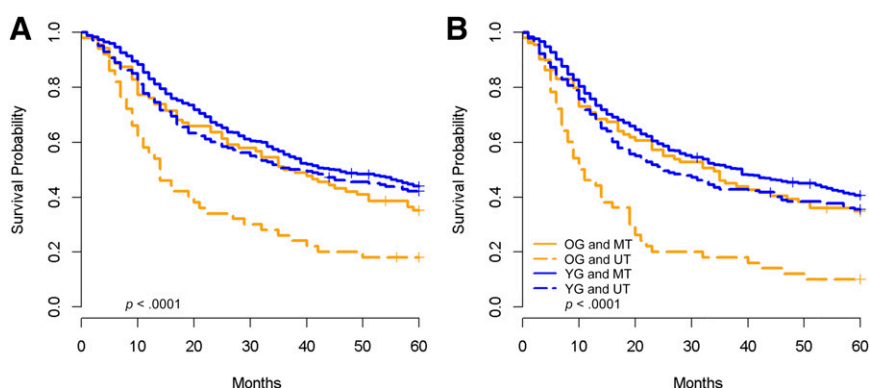 A
Survival Probability
1.0
0.8
0.6
0.4
0.2
0.0
p < .0001
0 10 20 30 40 50 60
Months
B
Survival Probability
1.0
0.8
0.6
0.4
0.2
0.0
OG and MT
OG and UT
YG and MT
YG and UT
p < .0001
0 10 20 30 40 50 60
Months